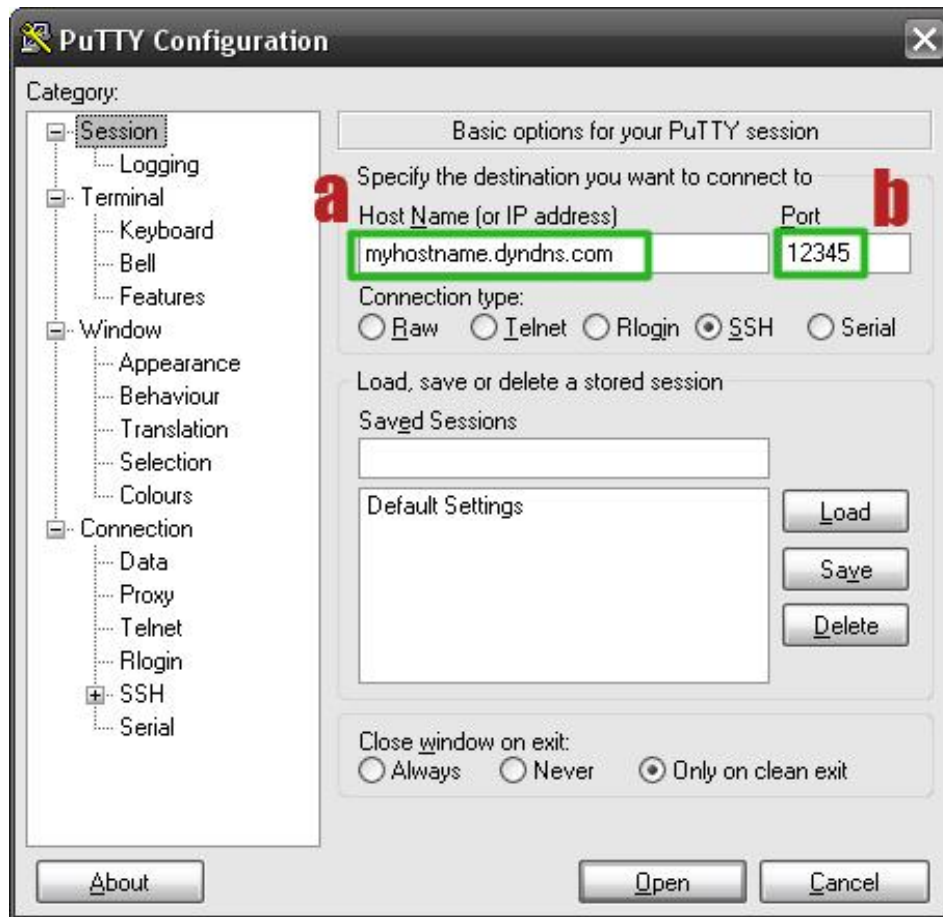 PuTTY Configuration
Category:
Session
Logging
Terminal
Keyboard
Bell
Features
Window
Appearance
Behaviour
Translation
Selection
Colours
Connection
Data
Proxy
Telnet
Rlogin
SSH
Serial
Basic options for your PuTTY session
Specify the destination you want to connect to
a
Host Name (or IP address) Port
b
myhostname.dyndns.com 12345
Connection type:
Raw Telnet Rlogin SSH Serial
Load, save or delete a stored session
Saved Sessions
Default Settings
Load
Save
Delete
Close window on exit:
Always Never Only on clean exit
About Open Cancel